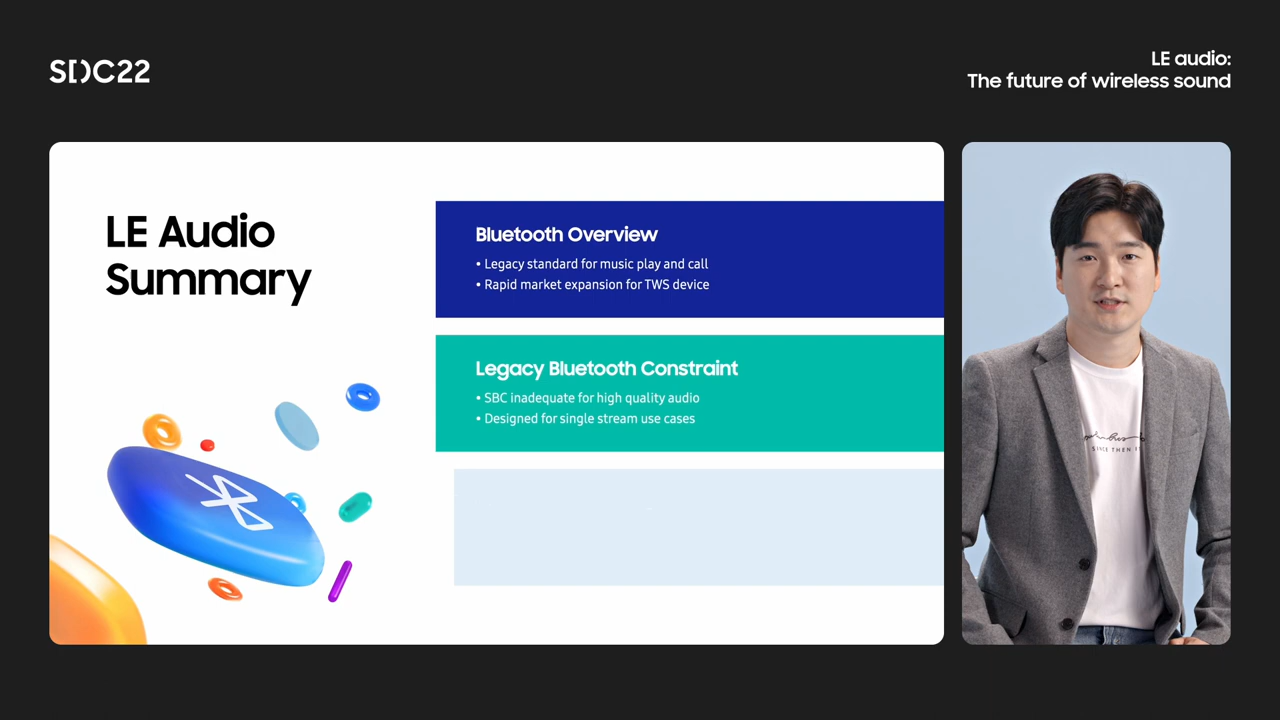 SDC22
LE audio:
The future of wireless sound
LE Audio
Summary
Bluetooth Overview
• Legacy standard for music play and call
• Rapid market expansion for TWS device
Legacy Bluetooth Constraint
• SBC inadequate for high quality audio
• Designed for single stream use cases